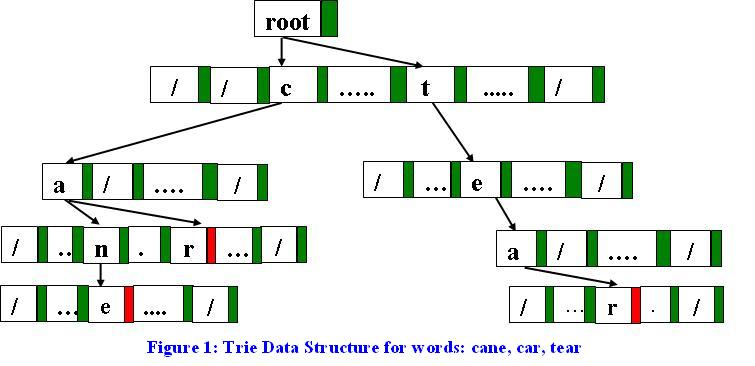 root
/ / c ..... t ..... /
a / .... /
/ ... e .... /
/ .. n . r ... /
a / .... /
/ ... e .... /
/ ... r . /
Figure 1: Trie Data Structure for words: cane, car, tear